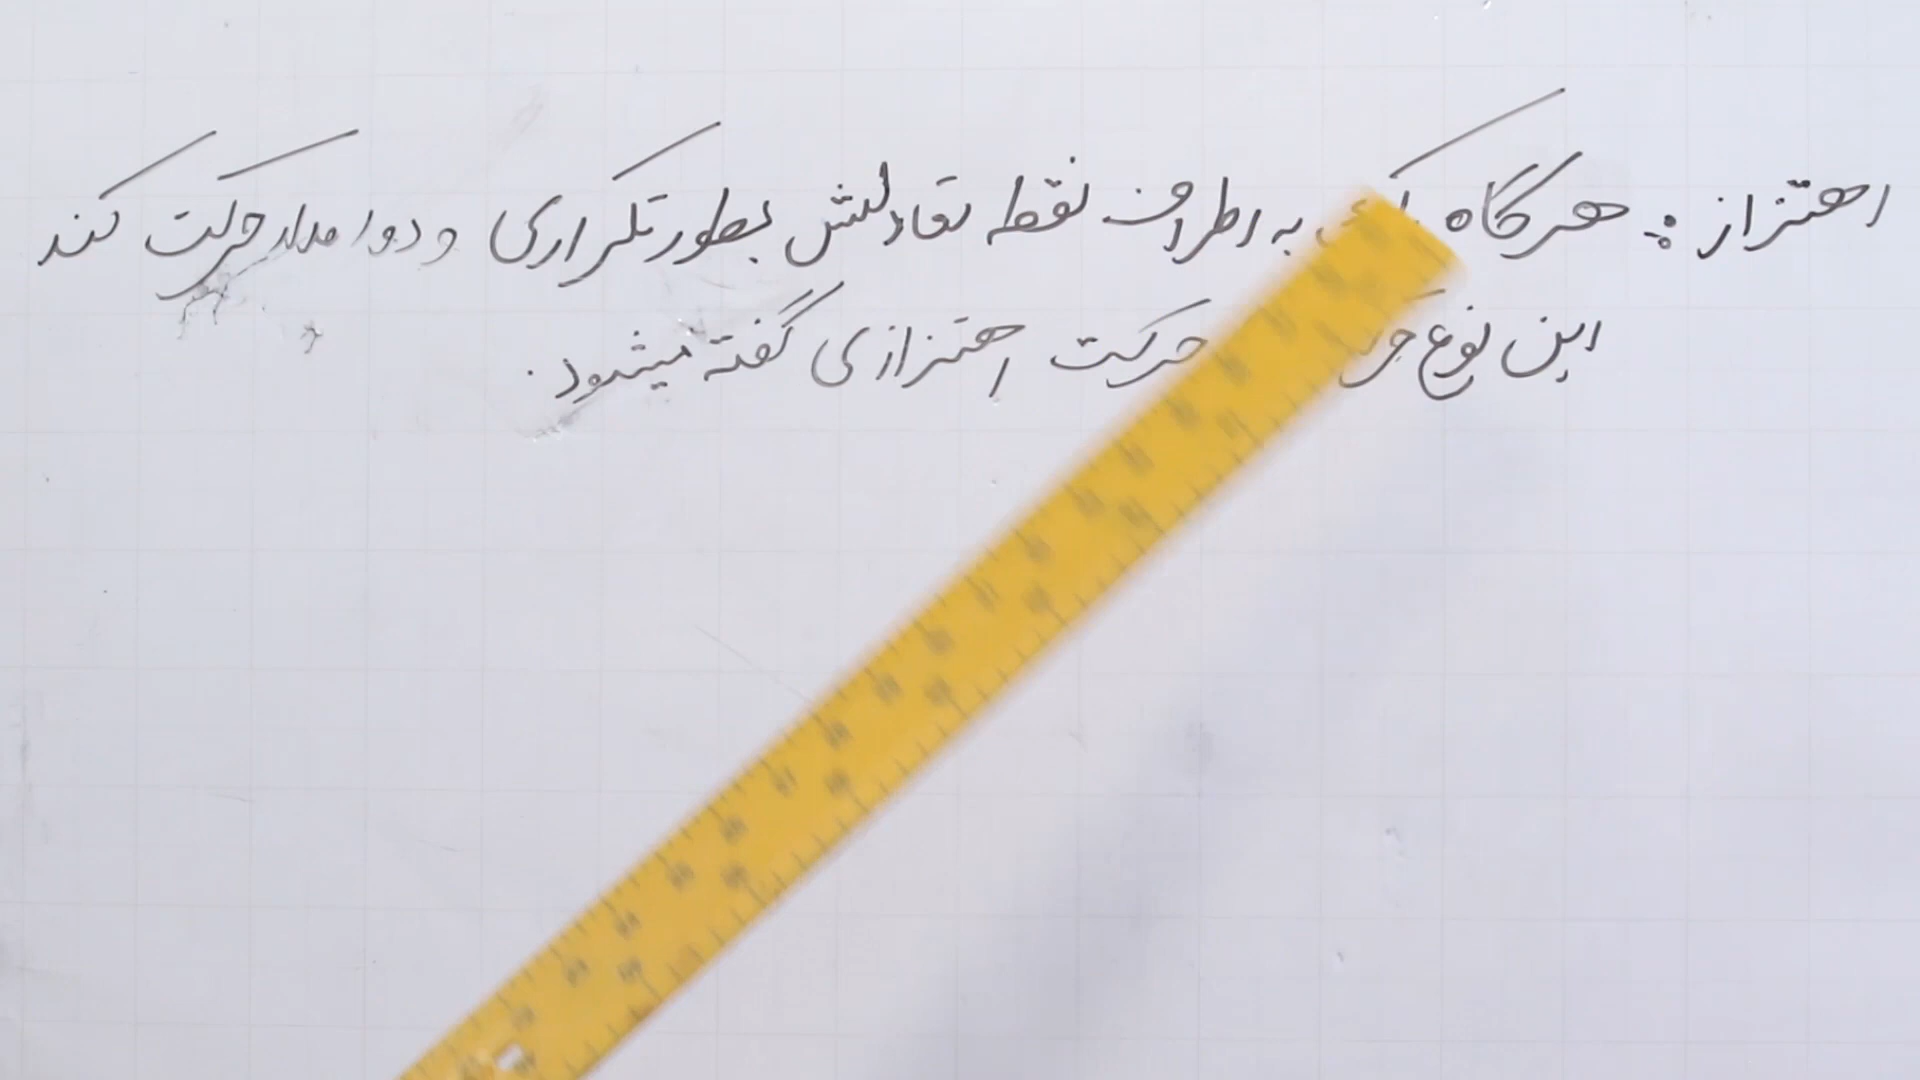 اهتزاز : هرگاه به اطراف نقطه تعادلش بطور تکراری و دوامدار حرکت کند
این نوع حرکت اهتزازی گفته میشود.